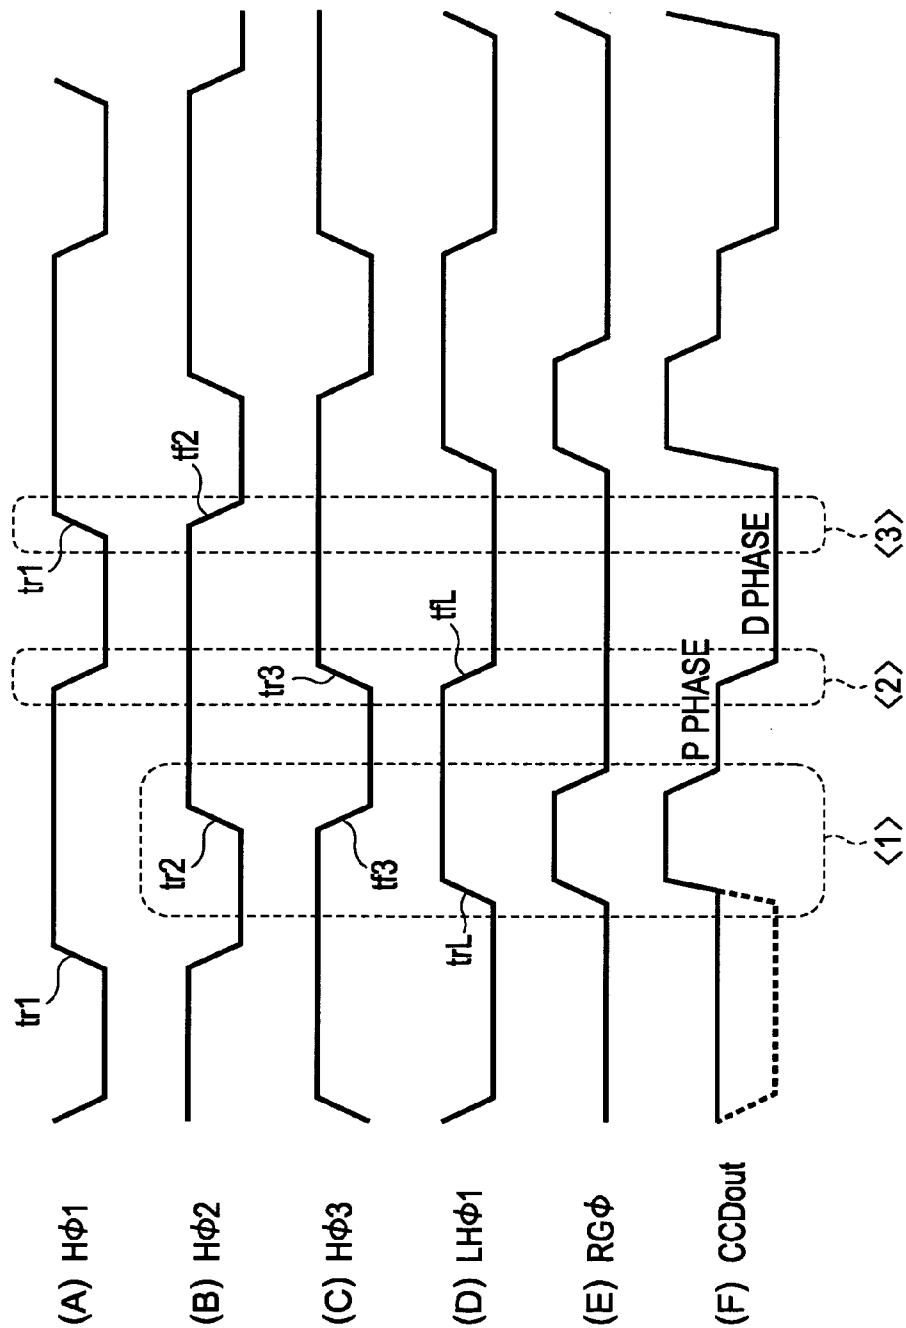 (A) HΦ1
tr1
tr1
(B) HΦ2
tr2
tf2
(C) HΦ3
tf3
tr3
(D) LHΦ1
trL
tfL
(E) RGΦ
(F) CCDout
P PHASE
D PHASE
<1>
<2>
<3>